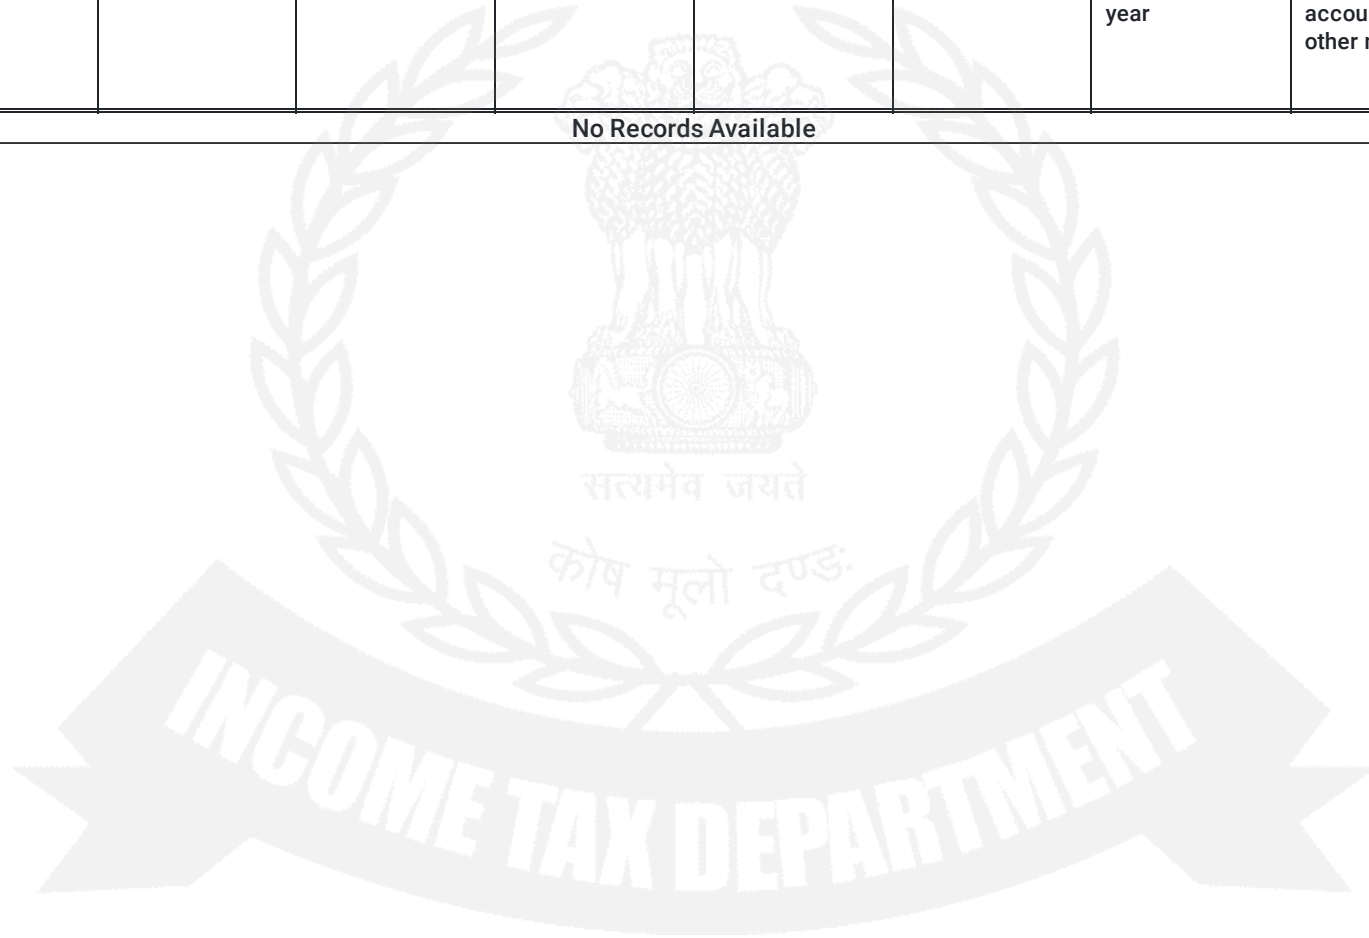 year
accou
other
No Records Available
सत्यमेव जयते
कोष मूलो दण्डः
INCOME TAX DEPARTMENT